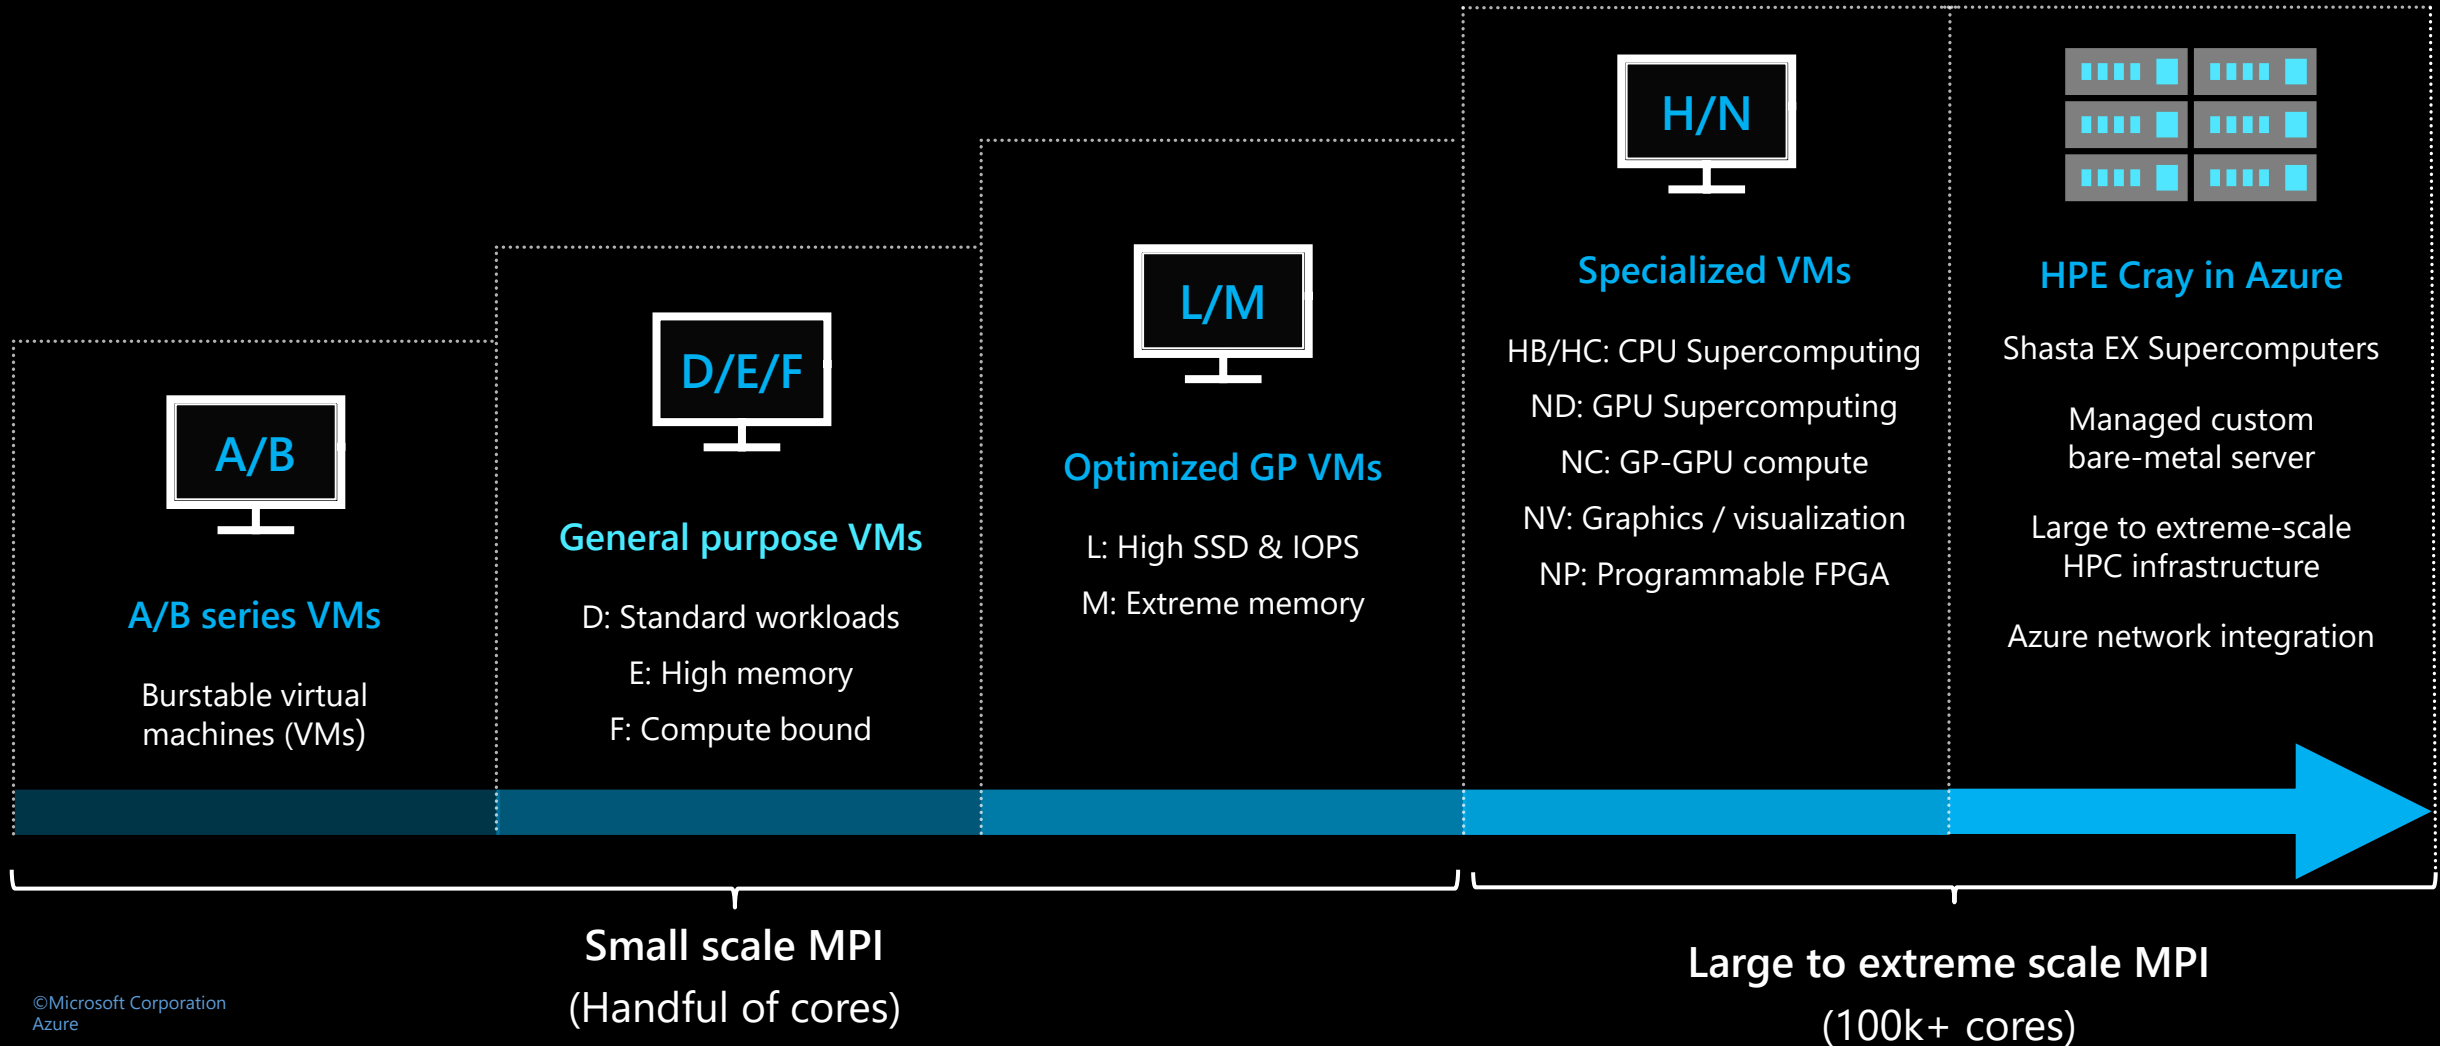 A/B
A/B series VMs
Burstable virtual
machines (VMs)
D/E/F
General purpose VMs
D: Standard workloads
E: High memory
F: Compute bound
L/M
Optimized GP VMs
L: High SSD & IOPS
M: Extreme memory
H/N
Specialized VMs
HB/HC: CPU Supercomputing
ND: GPU Supercomputing
NC: GP-GPU compute
NV: Graphics / visualization
NP: Programmable FPGA
HPE Cray in Azure
Shasta EX Supercomputers
Managed custom
bare-metal server
Large to extreme-scale
HPC infrastructure
Azure network integration
Small scale MPI
(Handful of cores)
Large to extreme scale MPI
(100k+ cores)
©Microsoft Corporation
Azure